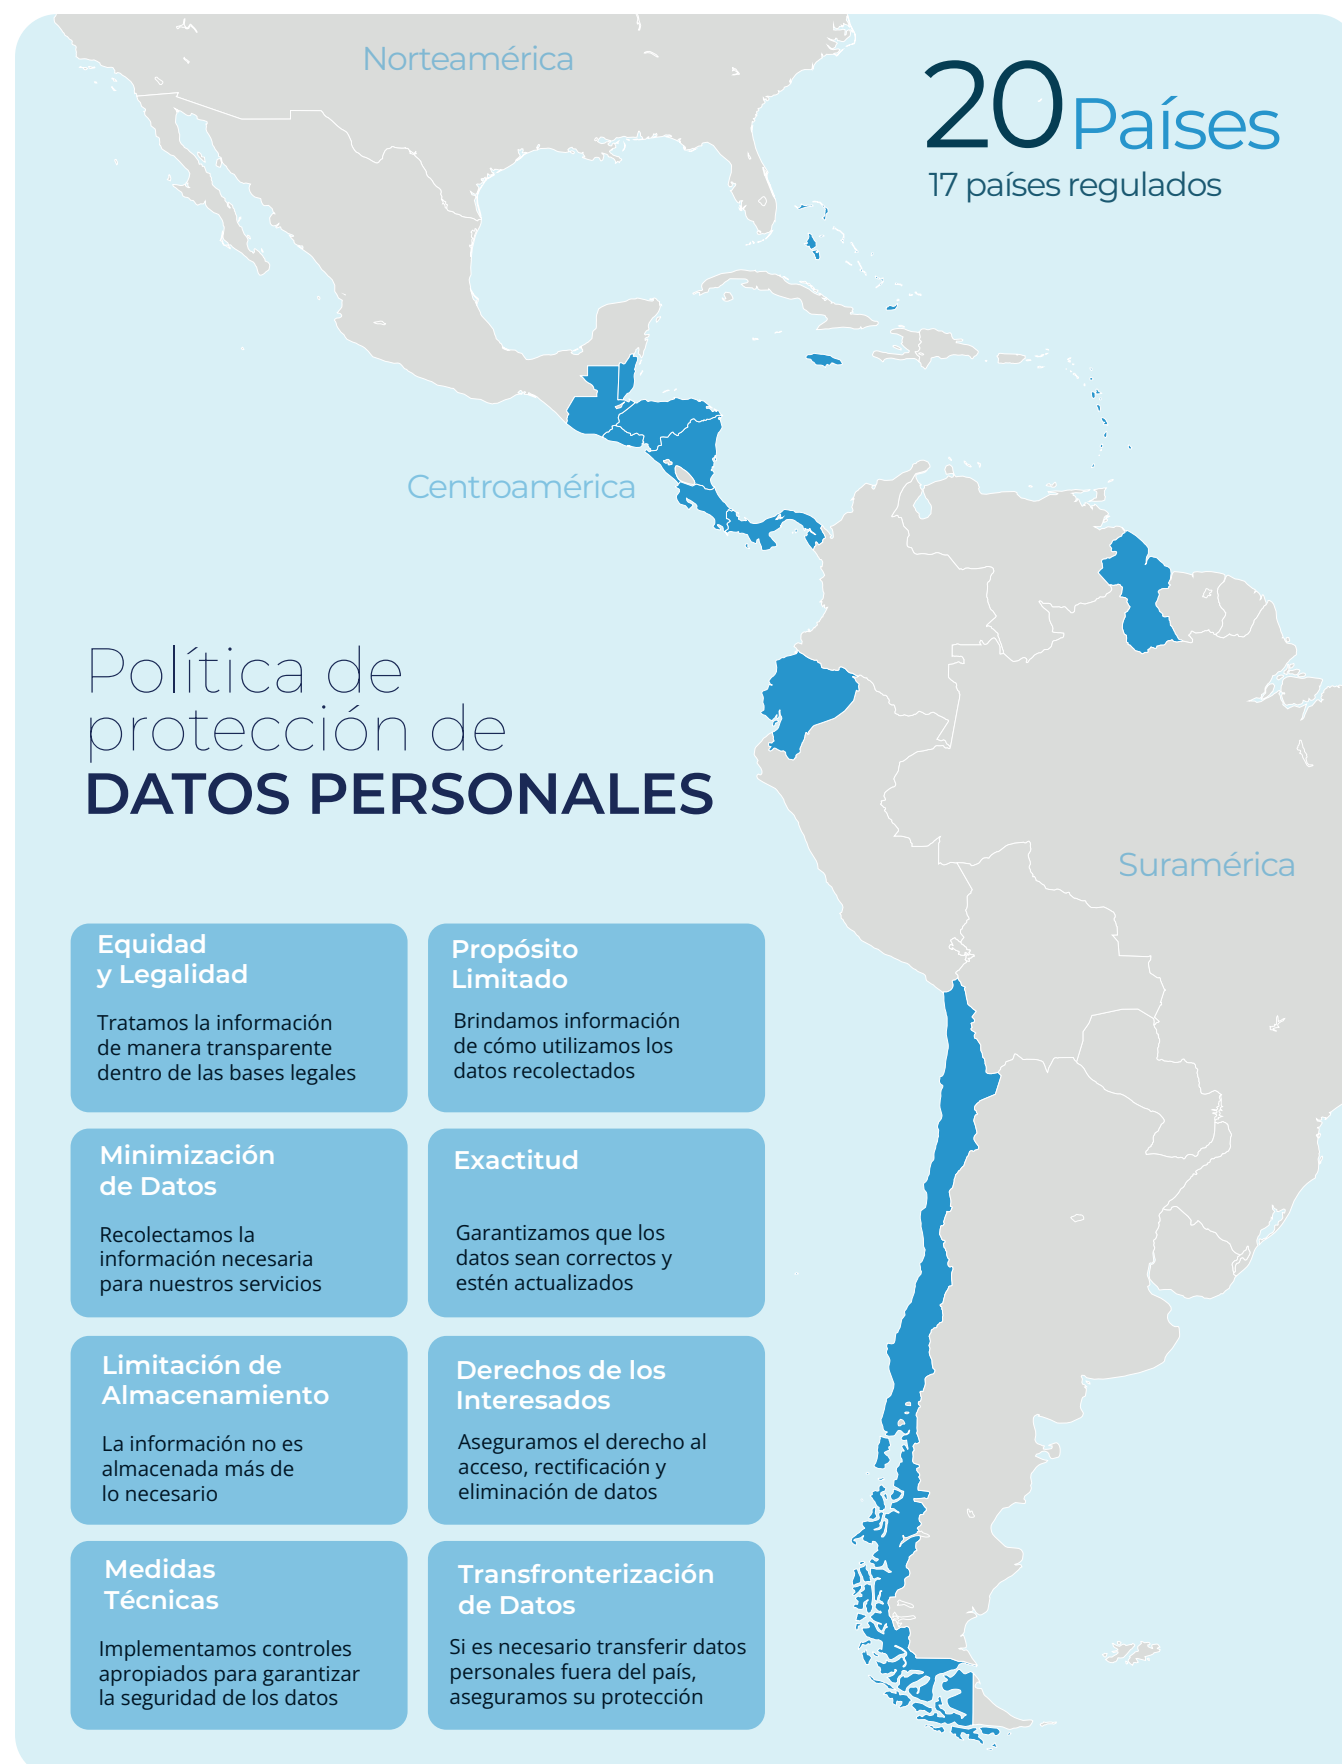 Norteamérica
20 Países
17 países regulados
Centroamérica
Política de
protección de
DATOS PERSONALES
Suramérica
Equidad
y Legalidad
Tratamos la información
de manera transparente
dentro de las bases legales
Propósito
Limitado
Brindamos información
de cómo utilizamos los
datos recolectados
Minimización
de Datos
Recolectamos la
información necesaria
para nuestros servicios
Exactitud
Garantizamos que los
datos sean correctos y
estén actualizados
Limitación de
Almacenamiento
La información no es
almacenada más de
lo necesario
Derechos de los
Interesados
Aseguramos el derecho al
acceso, rectificación y
eliminación de datos
Medidas
Técnicas
Implementamos controles
apropiados para garantizar
la seguridad de los datos
Transfronterización
de Datos
Si es necesario transferir datos
personales fuera del país,
aseguramos su protección